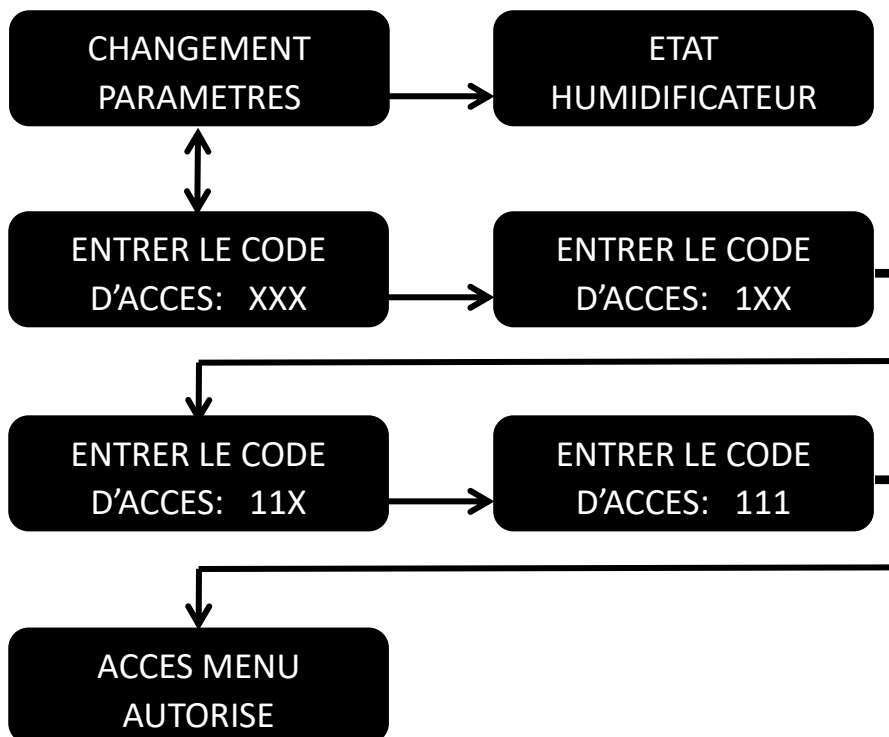 CHANGEMENT
PARAMETRES
ETAT
HUMIDIFICATEUR
ENTRER LE CODE
D’ACCES: XXX
ENTRER LE CODE
D’ACCES: 1XX
ENTRER LE CODE
D’ACCES: 11X
ENTRER LE CODE
D’ACCES: 111
ACCES MENU
AUTORISE